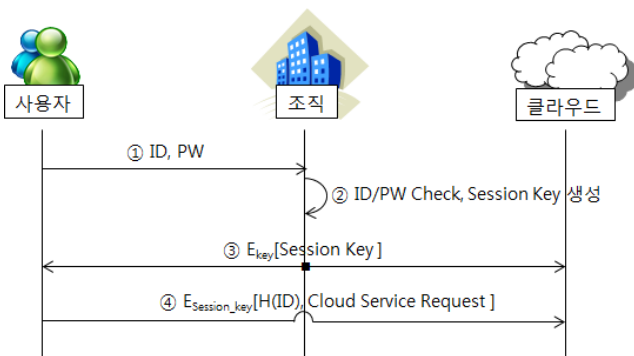 사용자
조직
클라우드
① ID, PW
② ID/PW Check, Session Key 생성
③ Ekey[Session Key ]
④ ESession_key[H(ID), Cloud Service Request ]